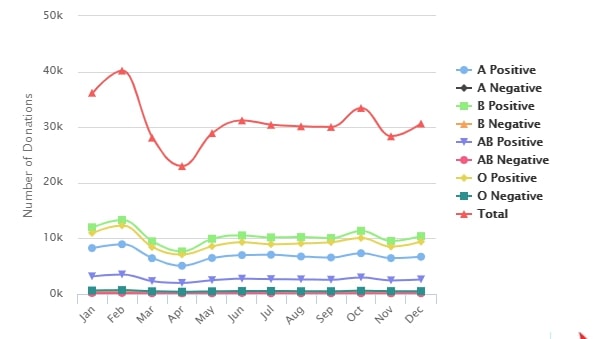 50k
40k
30k
20k
10k
0k
Number of Donations
Jan
Feb
Mar
Apr
May
Jun
Jul
Aug
Sep
Oct
Nov
Dec
A Positive
A Negative
B Positive
B Negative
AB Positive
AB Negative
O Positive
O Negative
Total